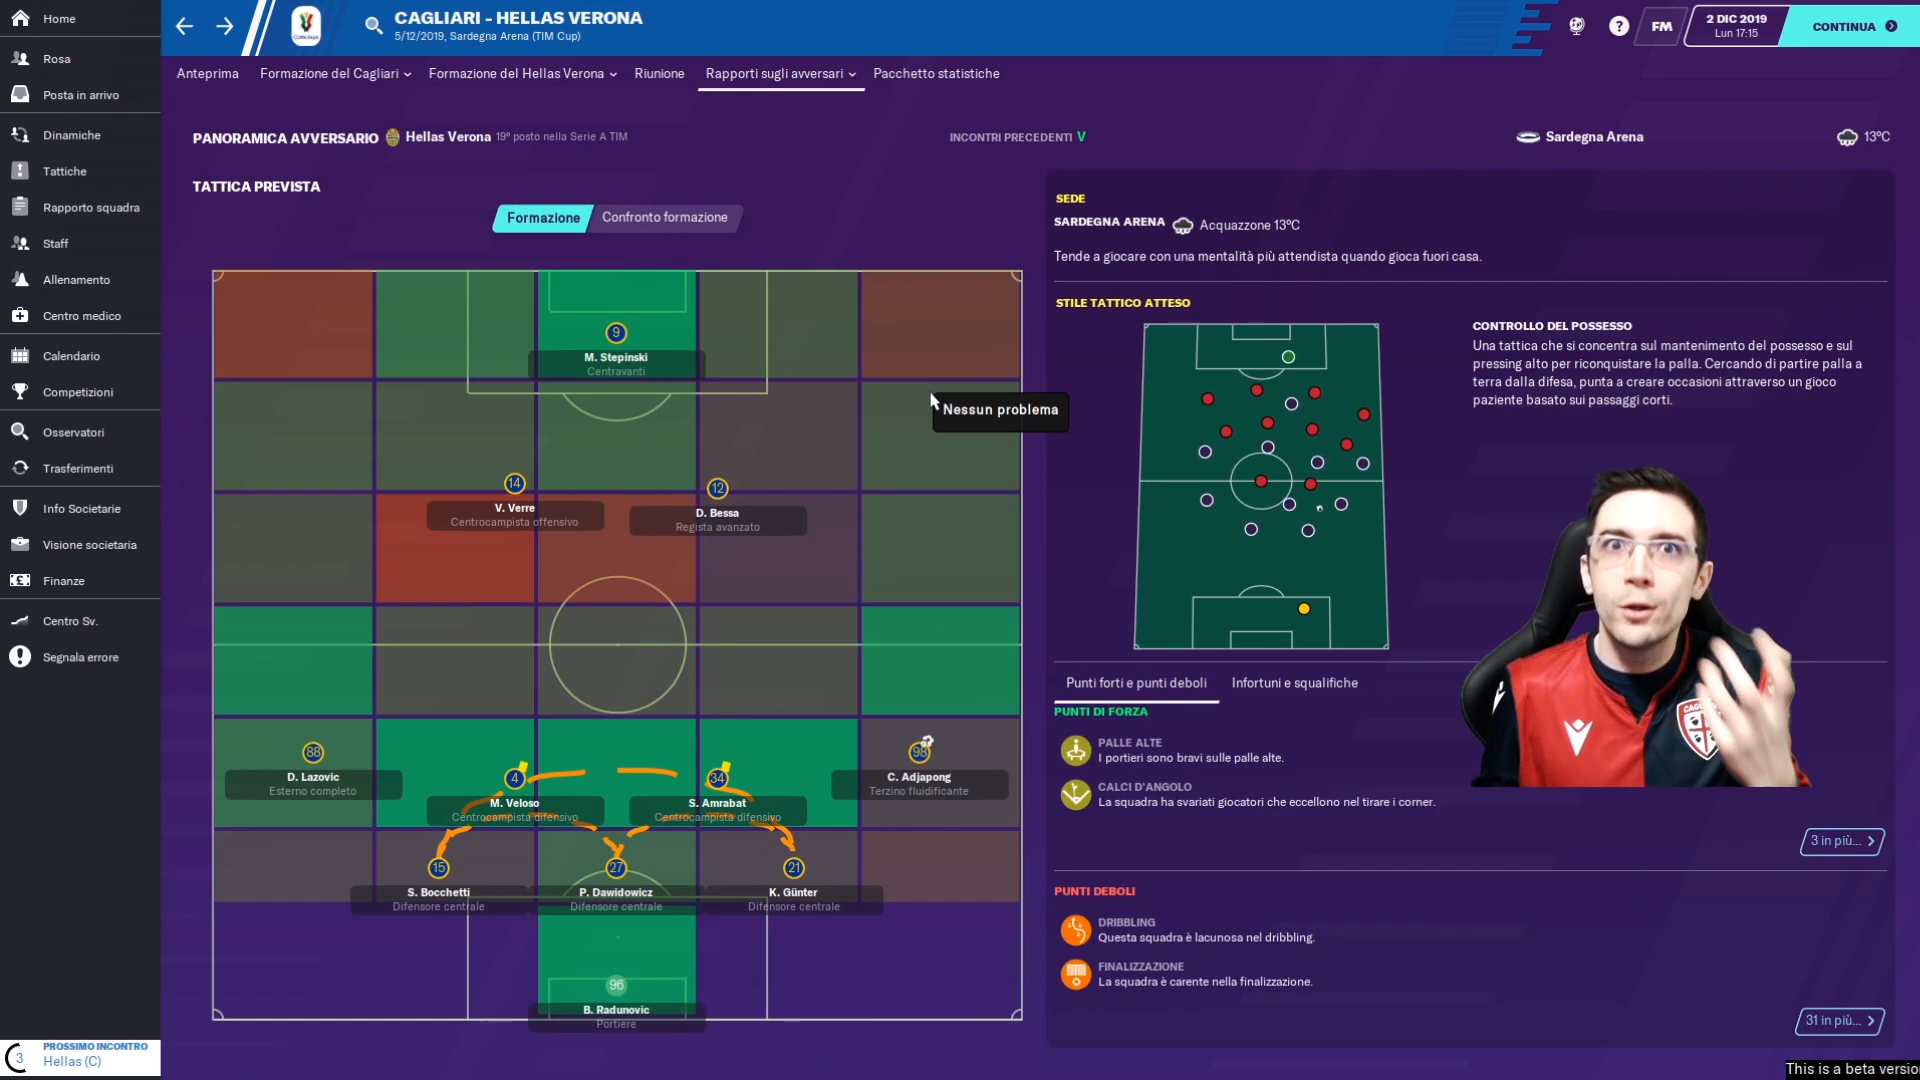 Home
Rosa
Posta in arrivo
Dinamiche
Tattiche
Rapporto squadra
Staff
Allenamento
Centro medico
Calendario
Competizioni
Osservatori
Trasferimenti
Info Societarie
Visione societaria
Finanze
Centro Sv.
Segnala errore
3
PROSSIMO INCONTRO
Hellas (C)
CAGLIARI - HELLAS VERONA
5/12/2019, Sardegna Arena (TIM Cup)
?
FM
2 DIC 2019
Lun 17:15
CONTINUA
Anteprima
Formazione del Cagliari
Formazione del Hellas Verona
Riunione
Rapporti sugli avversari
Pacchetto statistiche
PANORAMICA AVVERSARIO Hellas Verona 19º posto nella Serie A TIM
INCONTRI PRECEDENTI V
Sardegna Arena
13ºC
TATTICA PREVISTA
Formazione
Confronto formazione
9
M. Stepinski
Centravanti
Nessun problema
14
V. Verre
Centrocampista offensivo
12
D. Bessa
Regista avanzato
88
D. Lazovic
Esterno completo
4
M. Veloso
Centrocampista difensivo
34
S. Amrabat
Centrocampista difensivo
98
C. Adjapong
Terzino fluidificante
15
S. Bocchetti
Difensore centrale
27
P. Dawidowicz
Difensore centrale
21
K. Günter
Difensore centrale
96
B. Radunovic
Portiere
SEDE
SARDEGNA ARENA Acquazzone 13ºC
Tende a giocare con una mentalità più attendista quando gioca fuori casa.
STILE TATTICO ATTESO
CONTROLLO DEL POSSESSO
Una tattica che si concentra sul mantenimento del possesso e sul
pressing alto per riconquistare la palla. Cercando di partire palla a
terra dalla difesa, punta a creare occasioni attraverso un gioco
paziente basato sui passaggi corti.
Punti forti e punti deboli
Infortuni e squalifiche
PUNTI DI FORZA
PALLE ALTE
I portieri sono bravi sulle palle alte.
CALCI D'ANGOLO
La squadra ha svariati giocatori che eccellono nel tirare i corner.
3 in più...
PUNTI DEBOLI
DRIBBLING
Questa squadra è lacunosa nel dribbling.
FINALIZZAZIONE
La squadra è carente nella finalizzazione.
31 in più...
This is a beta versio